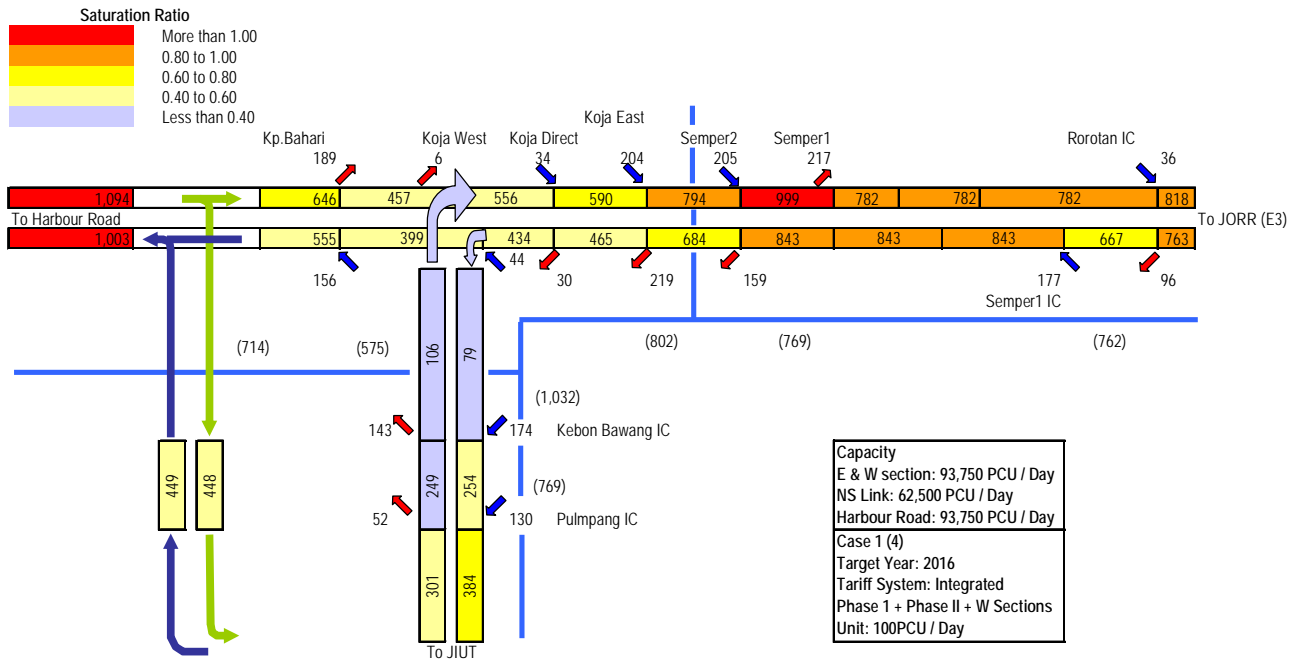 Saturation Ratio
More than 1.00
0.80 to 1.00
0.60 to 0.80
0.40 to 0.60
Less than 0.40
Koja East
Kp.Bahari Koja West Koja Direct Semper2 Semper1 Rorotan IC
189 6 34 204 205 217 36
1,094 646 457 556 590 794 999 782 782 782 818
To Harbour Road To JORR (E3)
1,003 555 399 434 465 684 843 843 843 667 763
156 44 30 219 159 177 96
Semper1 IC
(714) (575) 106 79 (802) (769) (762)
(1,032)
143 174 Kebon Bawang IC
449 448 249 254 (769)
52 130 Pulmpang IC
301 384
To JIUT
Capacity
E & W section: 93,750 PCU / Day
NS Link: 62,500 PCU / Day
Harbour Road: 93,750 PCU / Day
Case 1 (4)
Target Year: 2016
Tariff System: Integrated
Phase 1 + Phase II + W Sections
Unit: 100PCU / Day